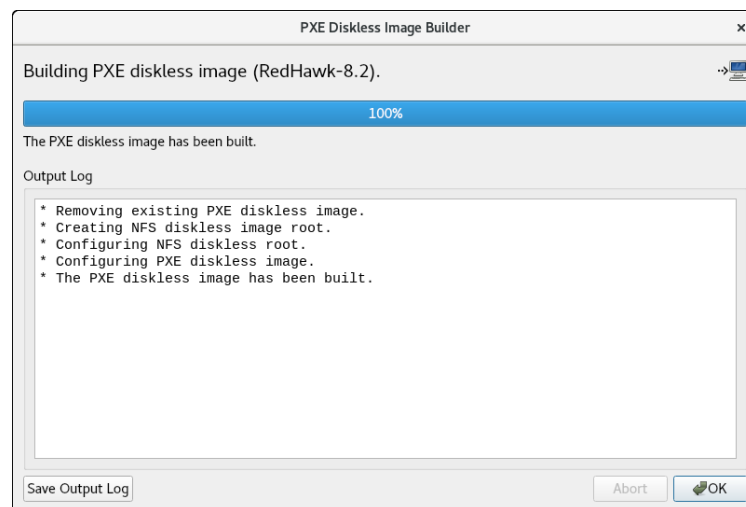 PXE Diskless Image Builder
Building PXE diskless image (RedHawk-8.2).
100%
The PXE diskless image has been built.
Output Log
* Removing existing PXE diskless image.
* Creating NFS diskless image root.
* Configuring NFS diskless root.
* Configuring PXE diskless image.
* The PXE diskless image has been built.
Save Output Log
Abort
OK